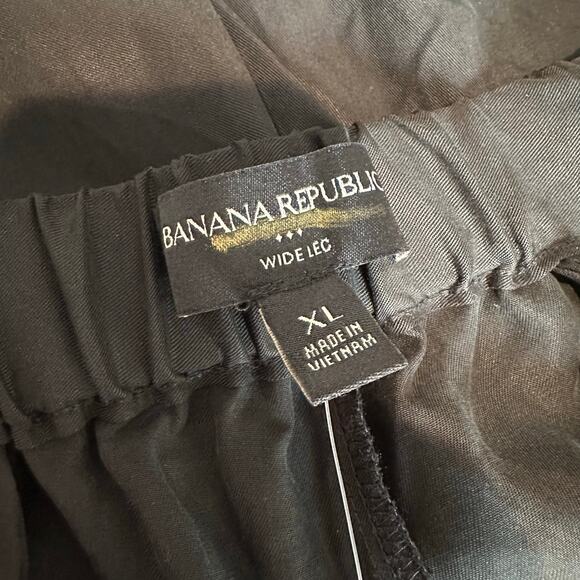 BANANA REPUBLIC
WIDE LEG
XL
MADE IN
VIETNAM